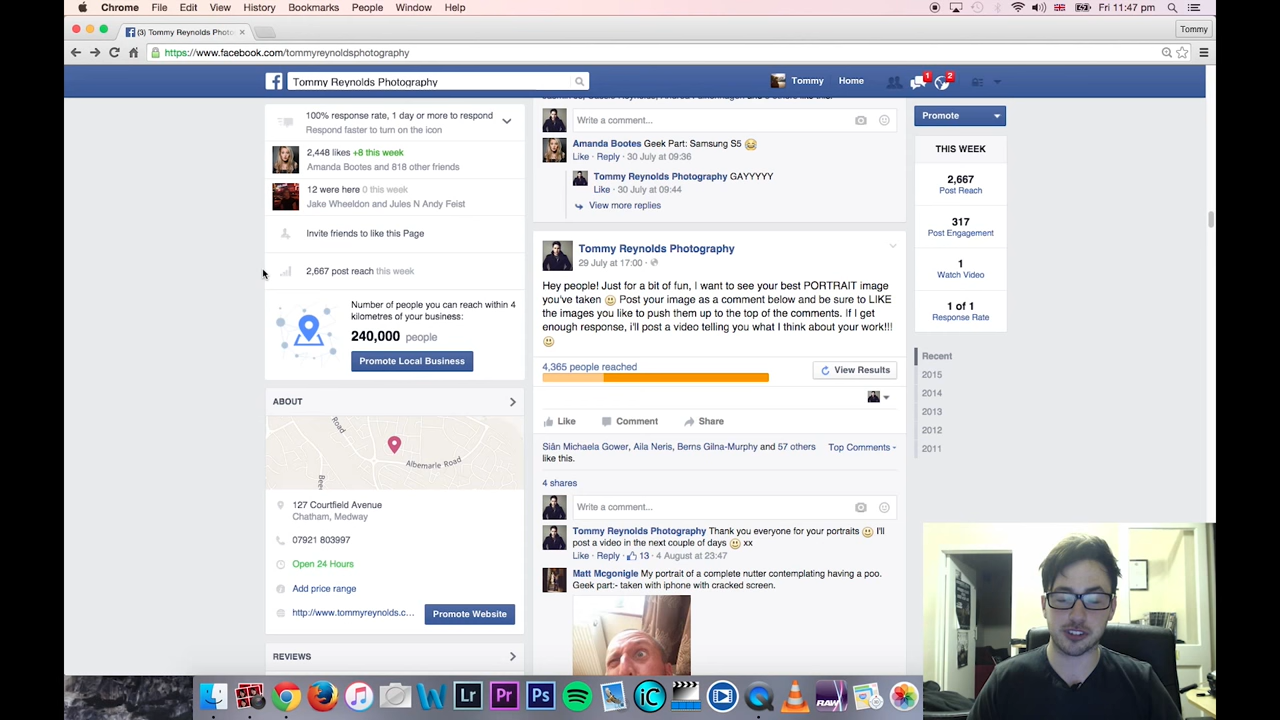 Chrome File Edit View History Bookmarks People Window Help
Fri 11:47 pm
(3) Tommy Reynolds Photo
Tommy
https://www.facebook.com/tommyreynoldsphotography
Tommy Reynolds Photography
Tommy Home
1
2
100% response rate, 1 day or more to respond
Respond faster to turn on the icon
2,448 likes +8 this week
Amanda Bootes and 818 other friends
12 were here 0 this week
Jake Wheeldon and Jules N Andy Feist
Invite friends to like this Page
2,667 post reach this week
Number of people you can reach within 4
kilometres of your business:
240,000 people
Promote Local Business
ABOUT
Road
Albemarle Road
127 Courtfield Avenue
Chatham, Medway
07921 803997
Open 24 Hours
Add price range
http://www.tommyreynolds.c...
Promote Website
REVIEWS
Write a comment...
Amanda Bootes Geek Part: Samsung S5
Like · Reply · 30 July at 09:36
Tommy Reynolds Photography GAYYYYY
Like · 30 July at 09:44
View more replies
Tommy Reynolds Photography
29 July at 17:00 ·
Hey people! Just for a bit of fun, I want to see your best PORTRAIT image
you've taken Post your image as a comment below and be sure to LIKE
the images you like to push them up to the top of the comments. If I get
enough response, i'll post a video telling you what I think about your work!!!
4,365 people reached
View Results
Like Comment Share
Siân Michaela Gower, Aila Neris, Berns Gilna-Murphy and 57 others
like this.
Top Comments
4 shares
Write a comment...
Tommy Reynolds Photography Thank you everyone for your portraits I'll
post a video in the next couple of days xx
Like · Reply · 13 · 4 August at 23:47
Matt Mcgonigle My portrait of a complete nutter contemplating having a poo.
Geek part:- taken with iphone with cracked screen.
Promote
THIS WEEK
2,667
Post Reach
317
Post Engagement
1
Watch Video
1 of 1
Response Rate
Recent
2015
2014
2013
2012
2011
Lr
Pr
Ps
iC
RAW